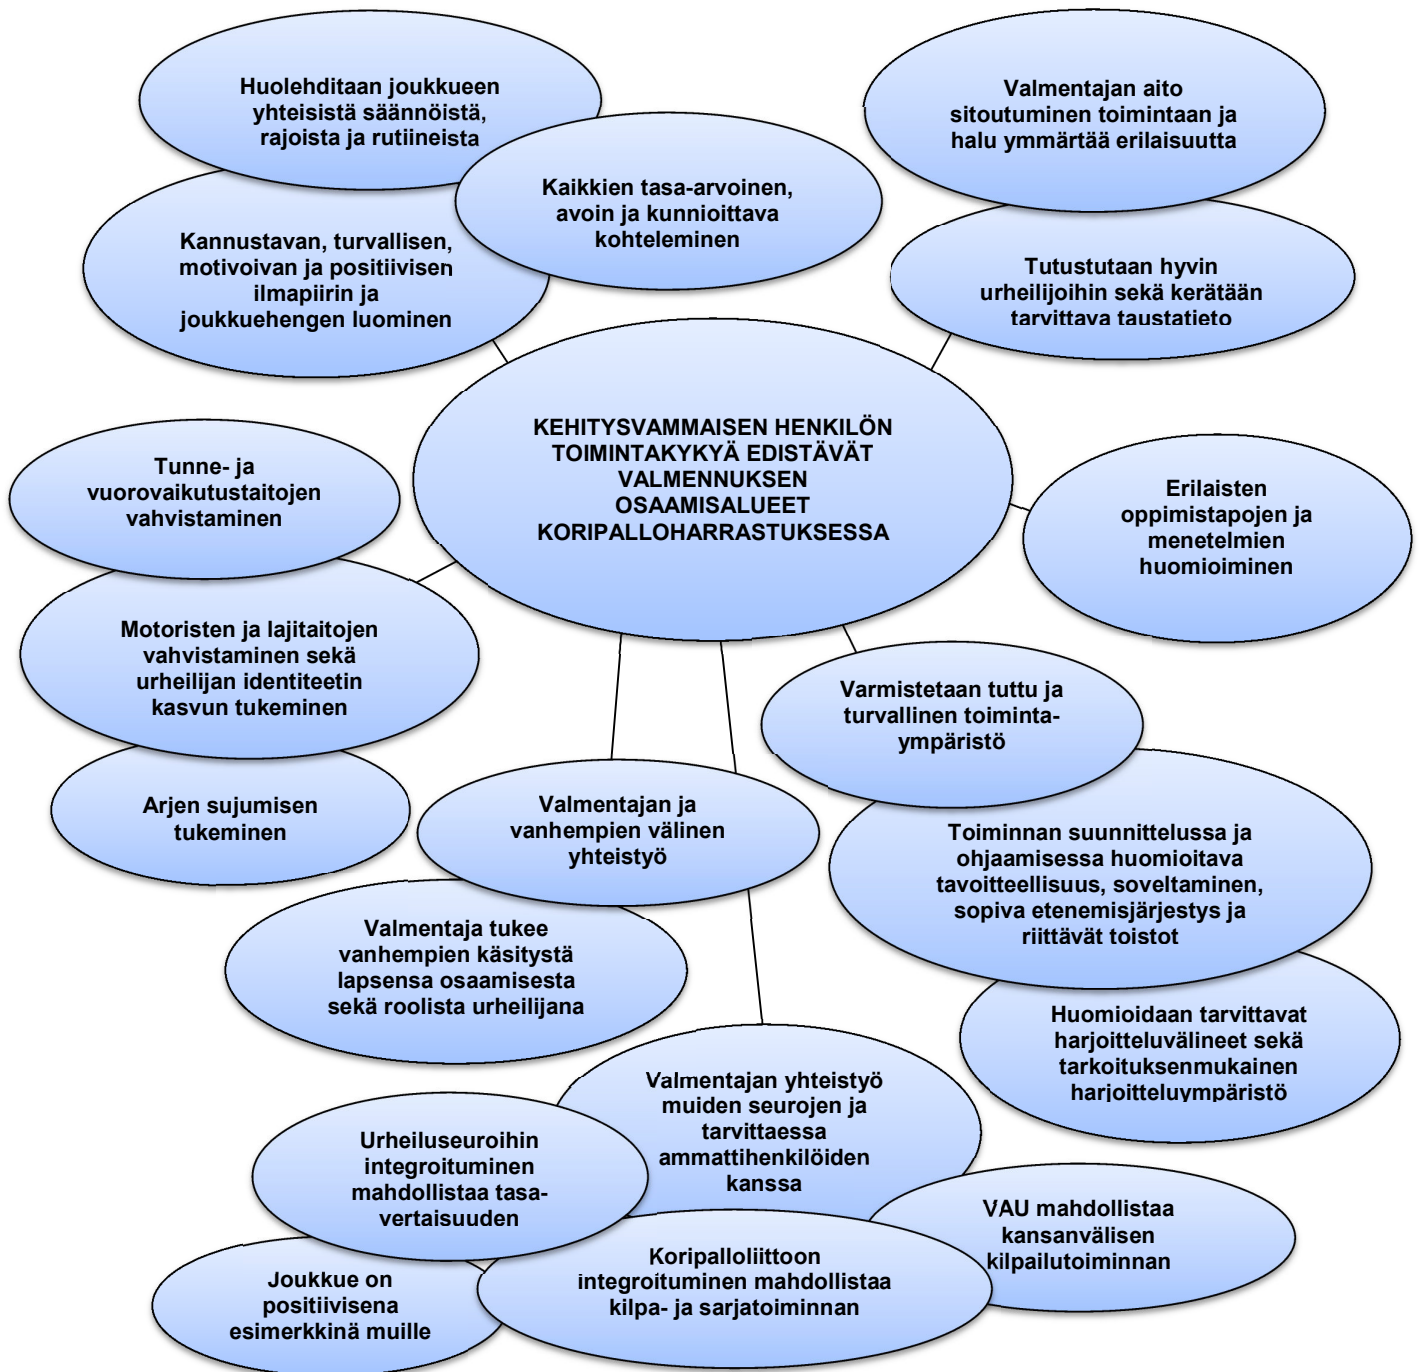 Huolehditaan joukkueen
yhteisistä säännöistä,
rajoista ja rutiineista
Valmentajan aito
sitoutuminen toimintaan ja
halu ymmärtää erilaisuutta
Kaikkien tasa-arvoinen,
avoin ja kunnioittava
kohteleminen
Kannustavan, turvallisen,
motivoivan ja positiivisen
ilmapiirin ja
joukkuehengen luominen
Tutustutaan hyvin
urheilijoihin sekä kerätään
tarvittava taustatieto
KEHITYSVAMMAISEN HENKILÖN
TOIMINTAKYKYÄ EDISTÄVÄT
VALMENNUKSEN
OSAAMISALUEET
KORIPALLOHARRASTUKSESSA
Tunne- ja
vuorovaikutustaitojen
vahvistaminen
Erilaisten
oppimistapojen ja
menetelmien
huomioiminen
Motoristen ja lajitaitojen
vahvistaminen sekä
urheilijan identiteetin
kasvun tukeminen
Varmistetaan tuttu ja
turvallinen toiminta-
ympäristö
Arjen sujumisen
tukeminen
Valmentajan ja
vanhempien välinen
yhteistyö
Toiminnan suunnittelussa ja
ohjaamisessa huomioitava
tavoitteellisuus, soveltaminen,
sopiva etenemisjärjestys ja
riittävät toistot
Valmentaja tukee
vanhempien käsitystä
lapsensa osaamisesta
sekä roolista urheilijana
Huomioidaan tarvittavat
harjoitteluvälineet sekä
tarkoituksenmukainen
harjoitteluympäristö
Valmentajan yhteistyö
muiden seurojen ja
tarvittaessa
ammattihenkilöiden
kanssa
Urheiluseuroihin
integroituminen
mahdollistaa tasa-
vertaisuuden
VAU mahdollistaa
kansanvälisen
kilpailutoiminnan
Koripalloliittoon
integroituminen mahdollistaa
kilpa- ja sarjatoiminnan
Joukkue on
positiivisena
esimerkkinä muille